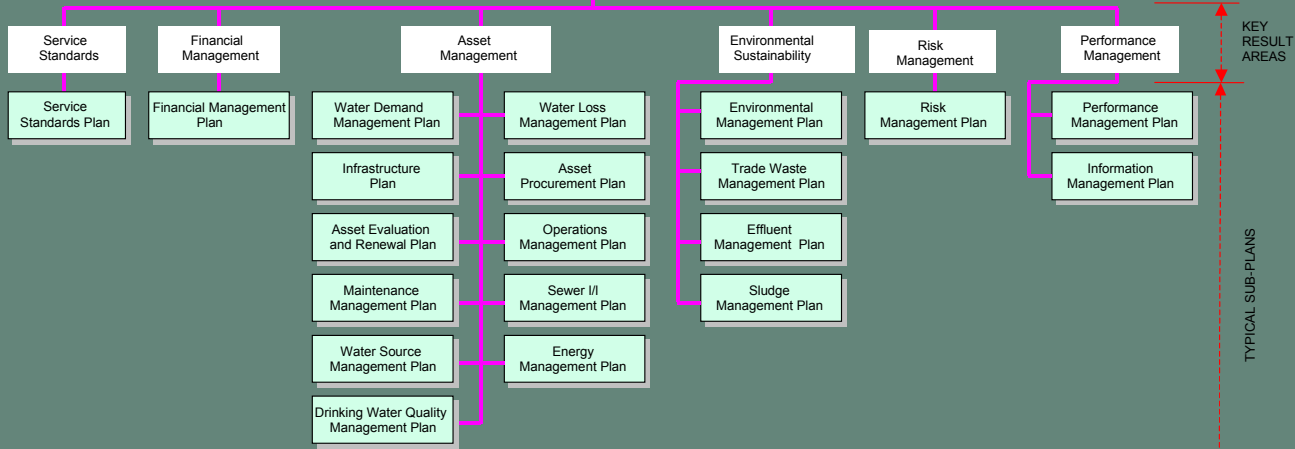 Service
Standards
Financial
Management
Asset
Management
Environmental
Sustainability
Risk
Management
Performance
Management
KEY
RESULT
AREAS
Service
Standards Plan
Financial Management
Plan
Water Demand
Management Plan
Water Loss
Management Plan
Environmental
Management Plan
Risk
Management Plan
Performance
Management Plan
Infrastructure
Plan
Asset
Procurement Plan
Trade Waste
Management Plan
Information
Management Plan
Asset Evaluation
and Renewal Plan
Operations
Management Plan
Effluent
Management Plan
Maintenance
Management Plan
Sewer I/I
Management Plan
Sludge
Management Plan
Water Source
Management Plan
Energy
Management Plan
Drinking Water Quality
Management Plan
TYPICAL SUB-PLANS